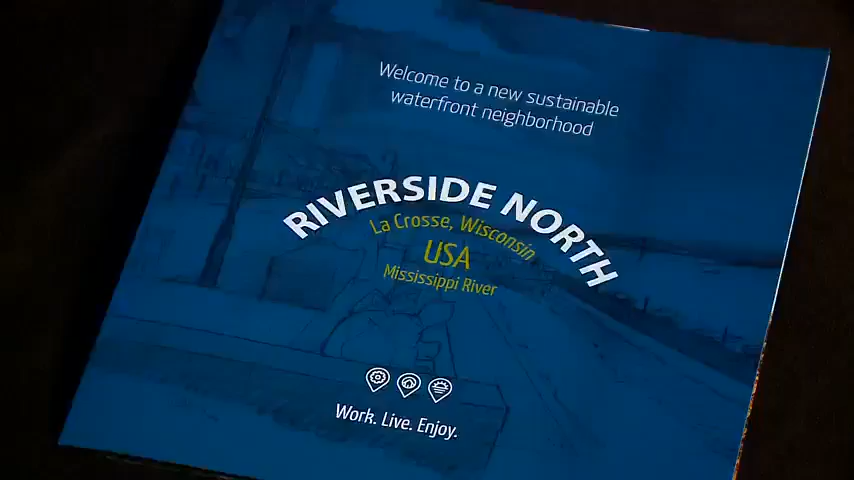 Welcome to a new sustainable
waterfront neighborhood
RIVERSIDE NORTH
La Crosse, Wisconsin
USA
Mississippi River
Work. Live. Enjoy.